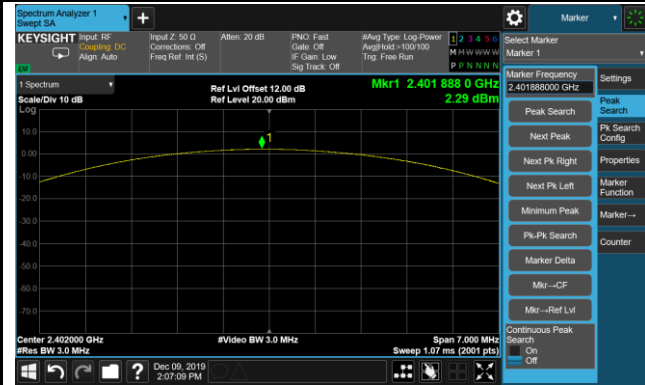 Spectrum Analyzer 1
Swept SA
Marker
KEYSIGHT
Input: RF
Coupling: DC
Align: Auto
Input Z: 50 Ω
Corrections: Off
Freq Ref: Int (S)
Atten: 20 dB
PNO: Fast
Gate: Off
IF Gain: Low
Sig Track: Off
#Avg Type: Log-Power
Avg|Hold:>100/100
Trig: Free Run
1 2 3 4 5 6
M W W W W W
P P N N N N
Select Marker
Marker 1
1 Spectrum
Scale/Div 10 dB
Log
Ref Lvl Offset 12.00 dB
Ref Level 20.00 dBm
Mkr1 2.401 888 0 GHz
2.29 dBm
10.0
0.00
-10.0
-20.0
-30.0
-40.0
-50.0
-60.0
-70.0
1
Center 2.402000 GHz
#Res BW 3.0 MHz
#Video BW 3.0 MHz
Span 7.000 MHz
Sweep 1.07 ms (2001 pts)
Marker Frequency
2.401888000 GHz
Peak Search
Next Peak
Next Pk Right
Next Pk Left
Minimum Peak
Pk-Pk Search
Marker Delta
Mkr→CF
Mkr→Ref Lvl
Continuous Peak
Search
On
Off
Settings
Peak
Search
Pk Search
Config
Properties
Marker
Function
Marker→
Counter
?
Dec 09, 2019
2:07:09 PM